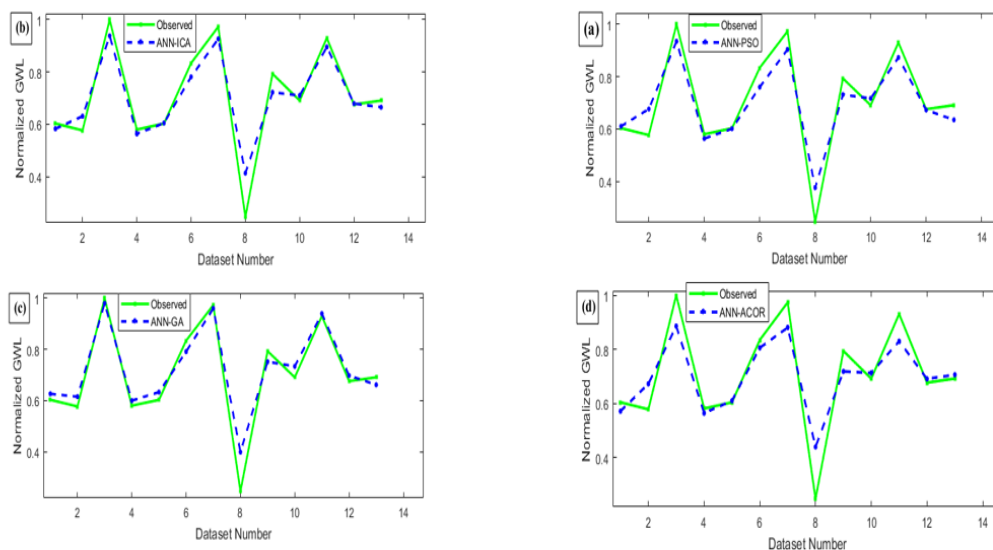 (b)
Observed
ANN-ICA
Normalized GWL
1
0.8
0.6
0.4
2 4 6 8 10 12 14
Dataset Number
(a)
Observed
ANN-PSO
Normalized GWL
1
0.8
0.6
0.4
2 4 6 8 10 12 14
Dataset Number
(c)
Observed
ANN-GA
Normalized GWL
1
0.8
0.6
0.4
2 4 6 8 10 12 14
Dataset Number
(d)
Observed
ANN-ACOR
Normalized GWL
1
0.8
0.6
0.4
2 4 6 8 10 12 14
Dataset Number